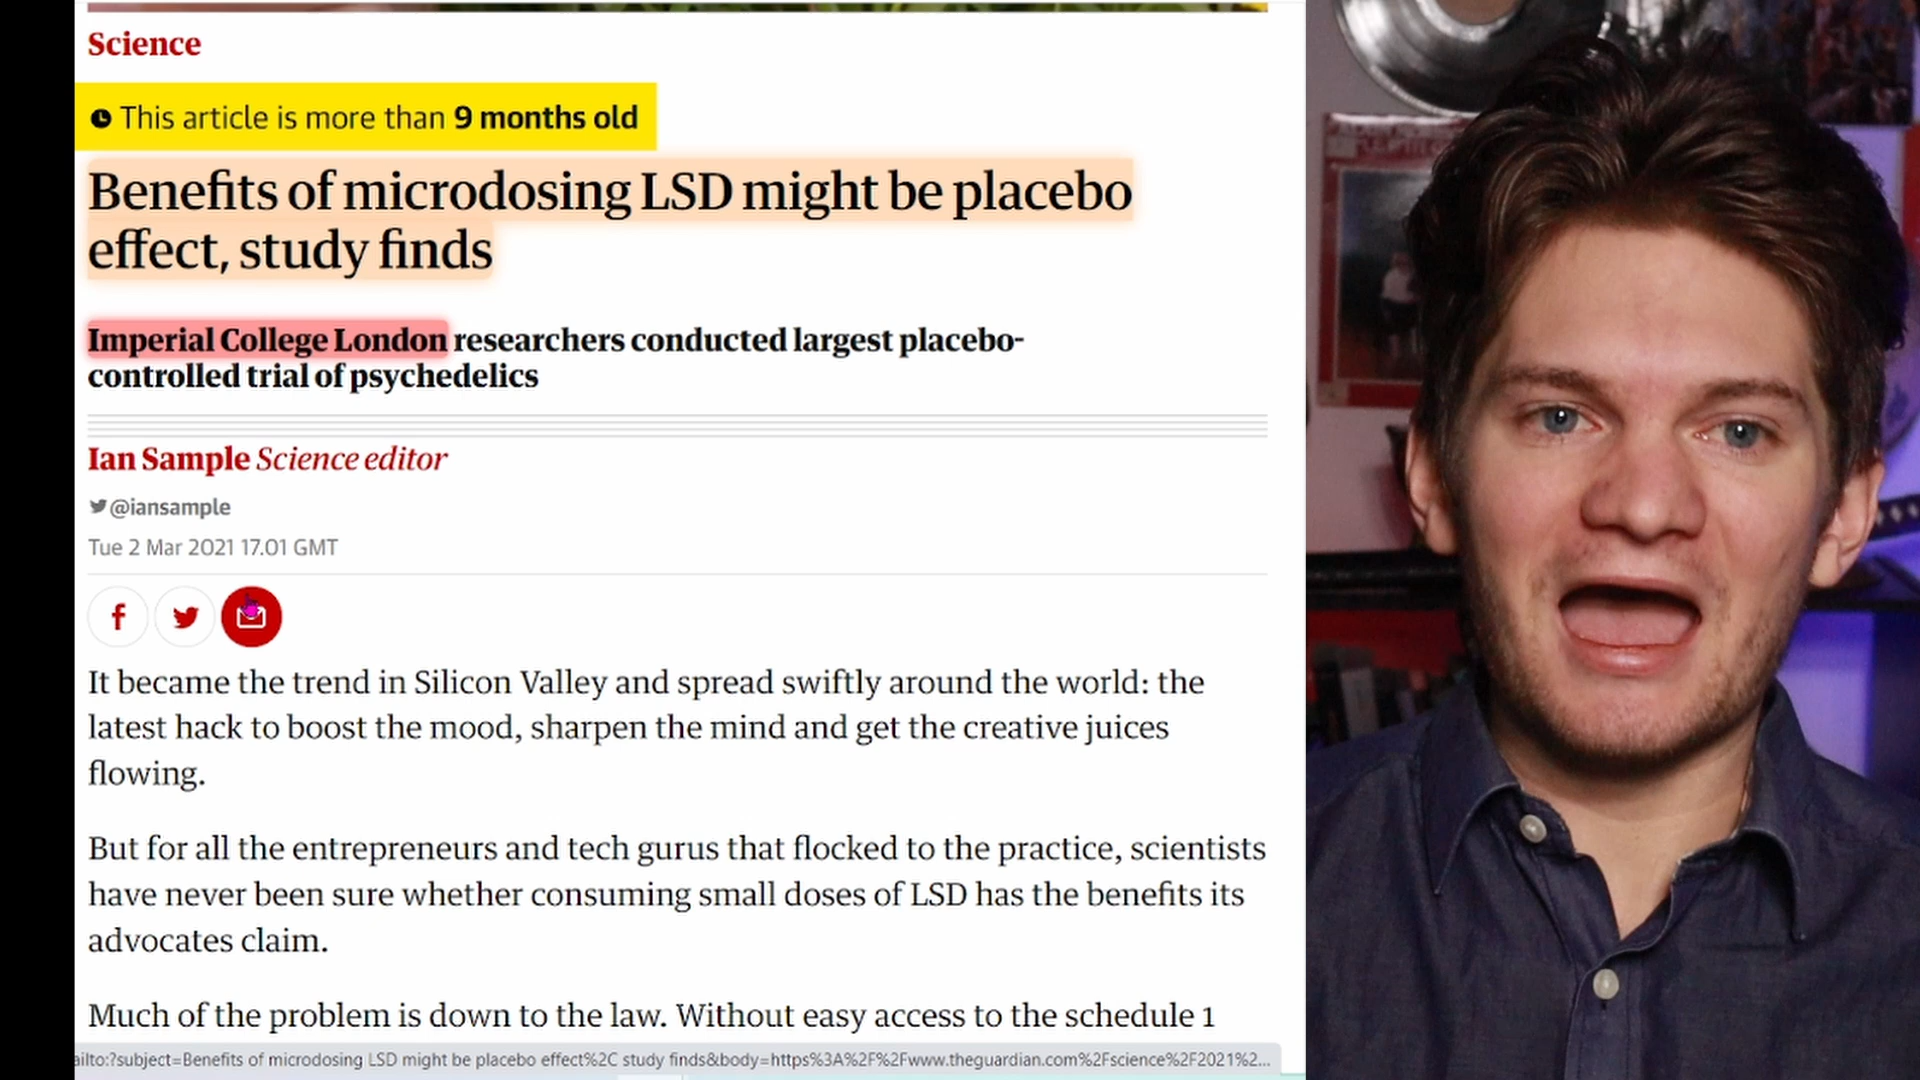 Science
This article is more than 9 months old
Benefits of microdosing LSD might be placebo
effect, study finds
Imperial College London researchers conducted largest placebo-
controlled trial of psychedelics
Ian Sample Science editor
@iansample
Tue 2 Mar 2021 17.01 GMT
It became the trend in Silicon Valley and spread swiftly around the world: the
latest hack to boost the mood, sharpen the mind and get the creative juices
flowing.
But for all the entrepreneurs and tech gurus that flocked to the practice, scientists
have never been sure whether consuming small doses of LSD has the benefits its
advocates claim.
Much of the problem is down to the law. Without easy access to the schedule 1
ailto:?subject=Benefits of microdosing LSD might be placebo effect%2C study finds&body=https%3A%2F%2Fwww.theguardian.com%2Fscience%2F2021%2...